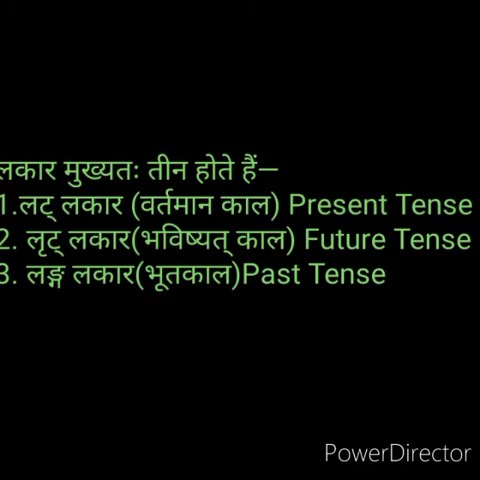 लकार मुख्यतः तीन होते हैं—
1.लट् लकार (वर्तमान काल) Present Tense
2. लृट् लकार(भविष्यत् काल) Future Tense
3. लङ्ग लकार(भूतकाल)Past Tense
PowerDirector